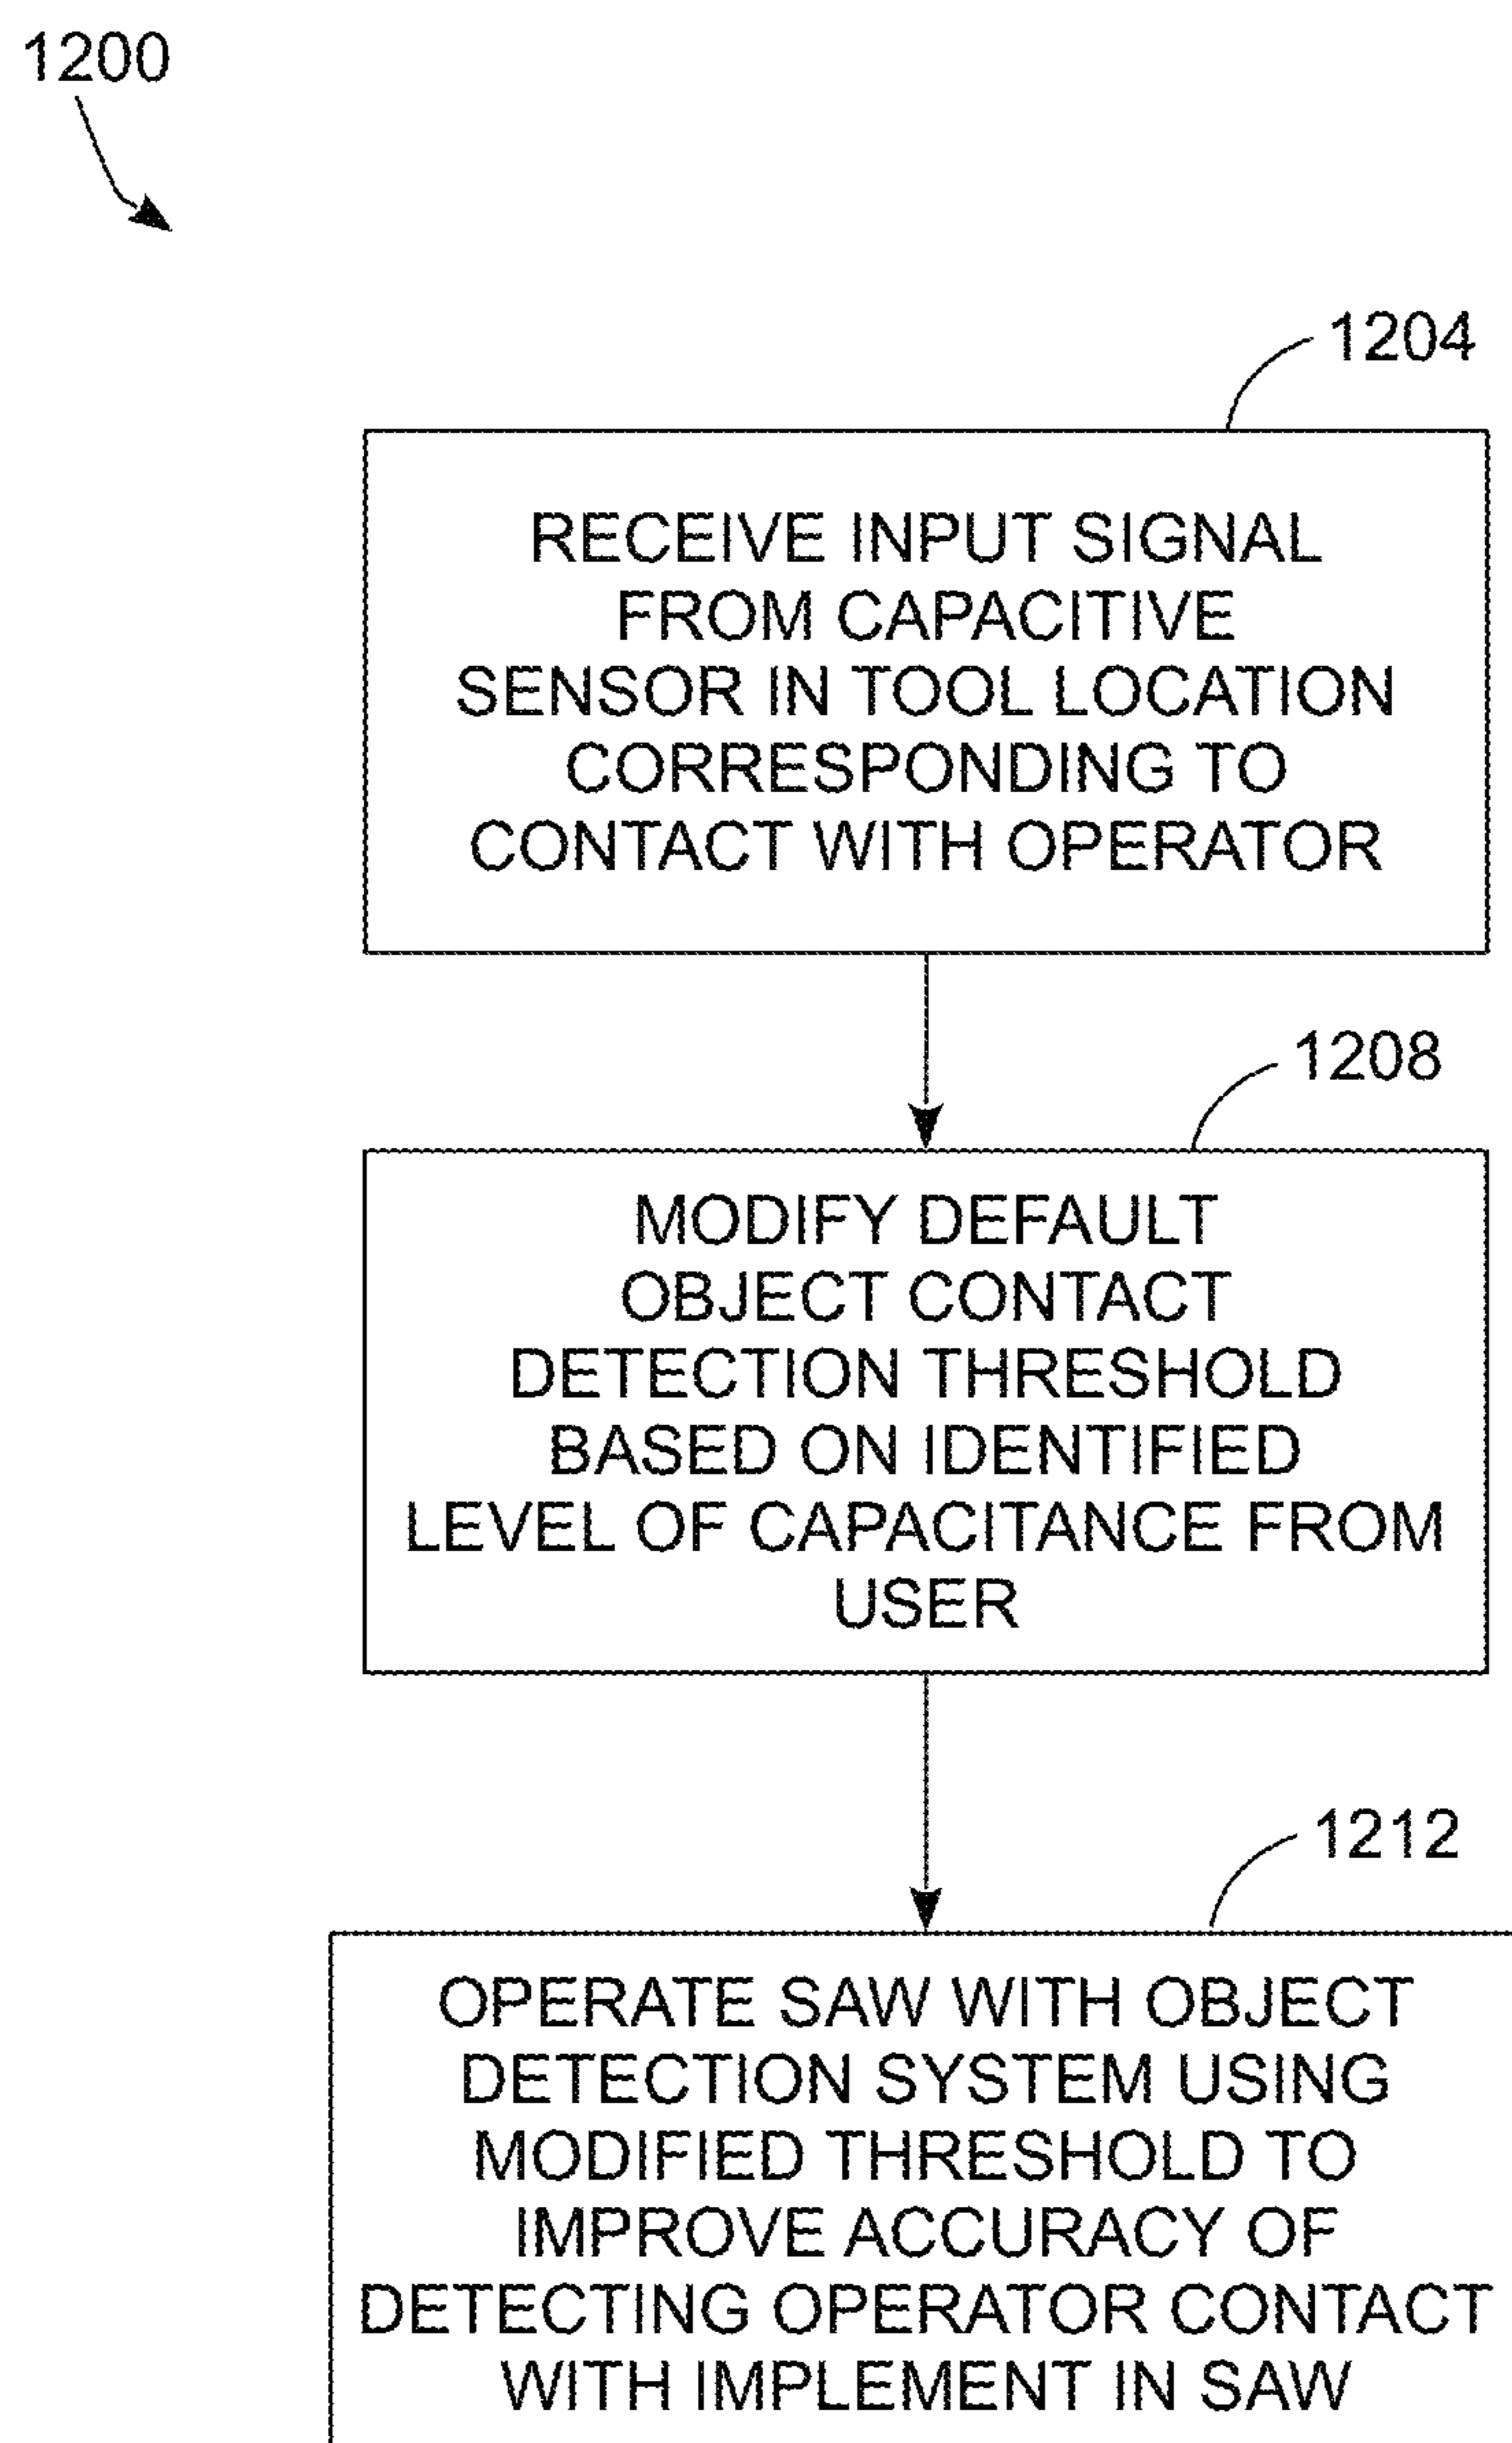 1200
1204
RECEIVE INPUT SIGNAL
FROM CAPACITIVE
SENSOR IN TOOL LOCATION
CORRESPONDING TO
CONTACT WITH OPERATOR
1208
MODIFY DEFAULT
OBJECT CONTACT
DETECTION THRESHOLD
BASED ON IDENTIFIED
LEVEL OF CAPACITANCE FROM
USER
1212
OPERATE SAW WITH OBJECT
DETECTION SYSTEM USING
MODIFIED THRESHOLD TO
IMPROVE ACCURACY OF
DETECTING OPERATOR CONTACT
WITH IMPLEMENT IN SAW